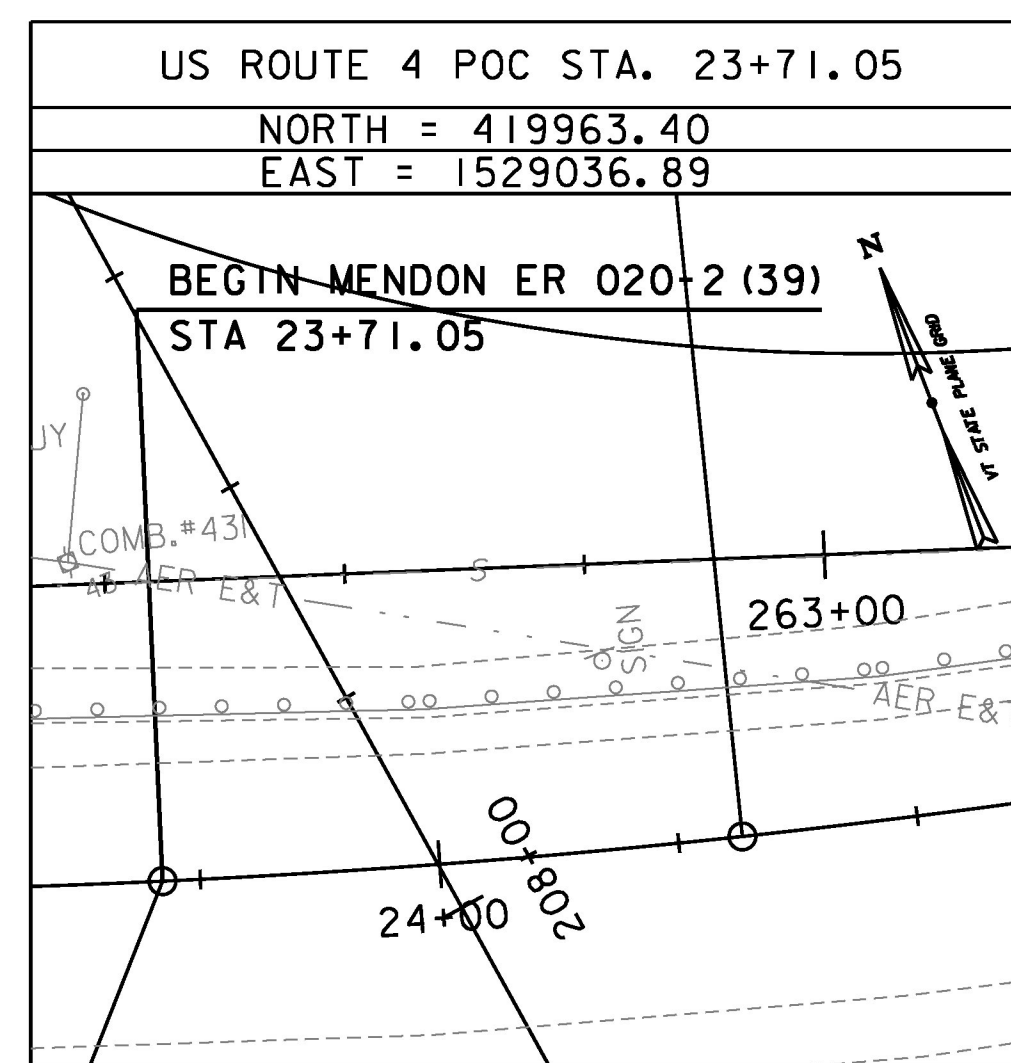 US ROUTE 4 POC STA. 23+71.05
NORTH = 419963.40
EAST = 1529036.89
BEGIN MENDON ER 020-2 (39)
STA 23+71.05
N
VT STATE PLANE GRID
UY
COMB.#431
43
AER E&T
S
SIGN
263+00
AER E&
208+00
24+00